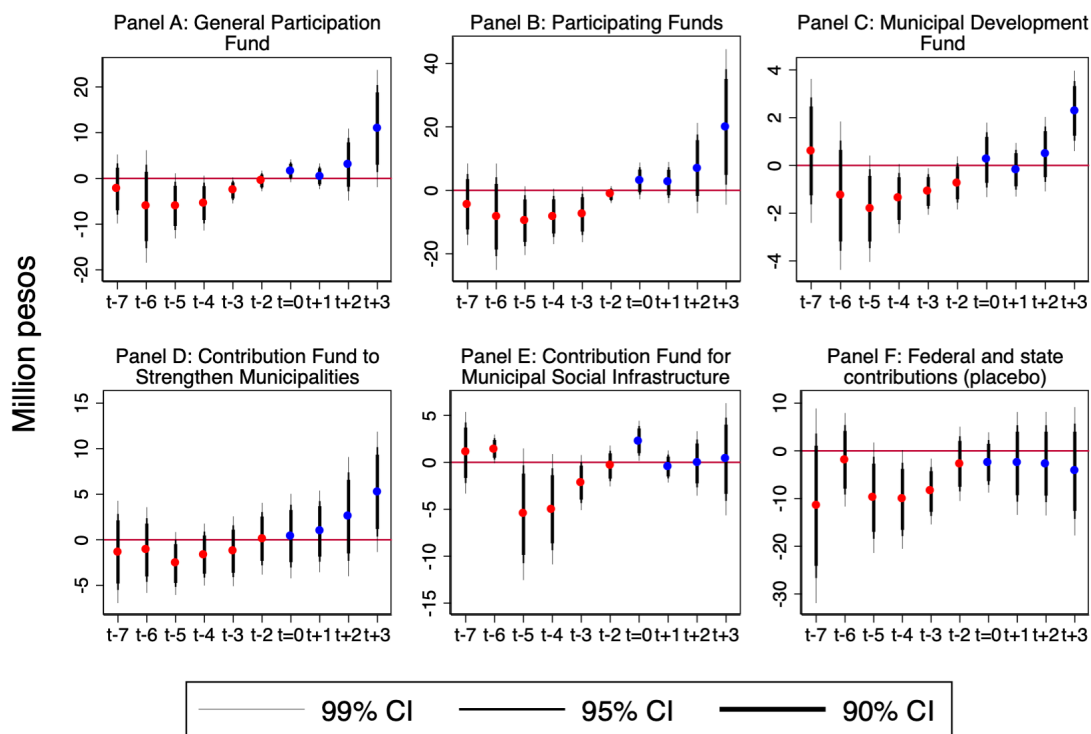 Panel A: General Participation
Fund
Panel B: Participating Funds
Panel C: Municipal Development
Fund
20
10
0
-10
-20
t-7 t-6 t-5 t-4 t-3 t-2 t=0 t+1 t+2 t+3
40
20
0
-20
t-7 t-6 t-5 t-4 t-3 t-2 t=0 t+1 t+2 t+3
4
2
0
-2
-4
t-7 t-6 t-5 t-4 t-3 t-2 t=0 t+1 t+2 t+3
Million pesos
Panel D: Contribution Fund to
Strengthen Municipalities
Panel E: Contribution Fund for
Municipal Social Infrastructure
Panel F: Federal and state
contributions (placebo)
15
10
5
0
-5
t-7 t-6 t-5 t-4 t-3 t-2 t=0 t+1 t+2 t+3
5
0
-5
-10
-15
t-7 t-6 t-5 t-4 t-3 t-2 t=0 t+1 t+2 t+3
10
0
-10
-20
-30
t-7 t-6 t-5 t-4 t-3 t-2 t=0 t+1 t+2 t+3
99% CI 95% CI 90% CI